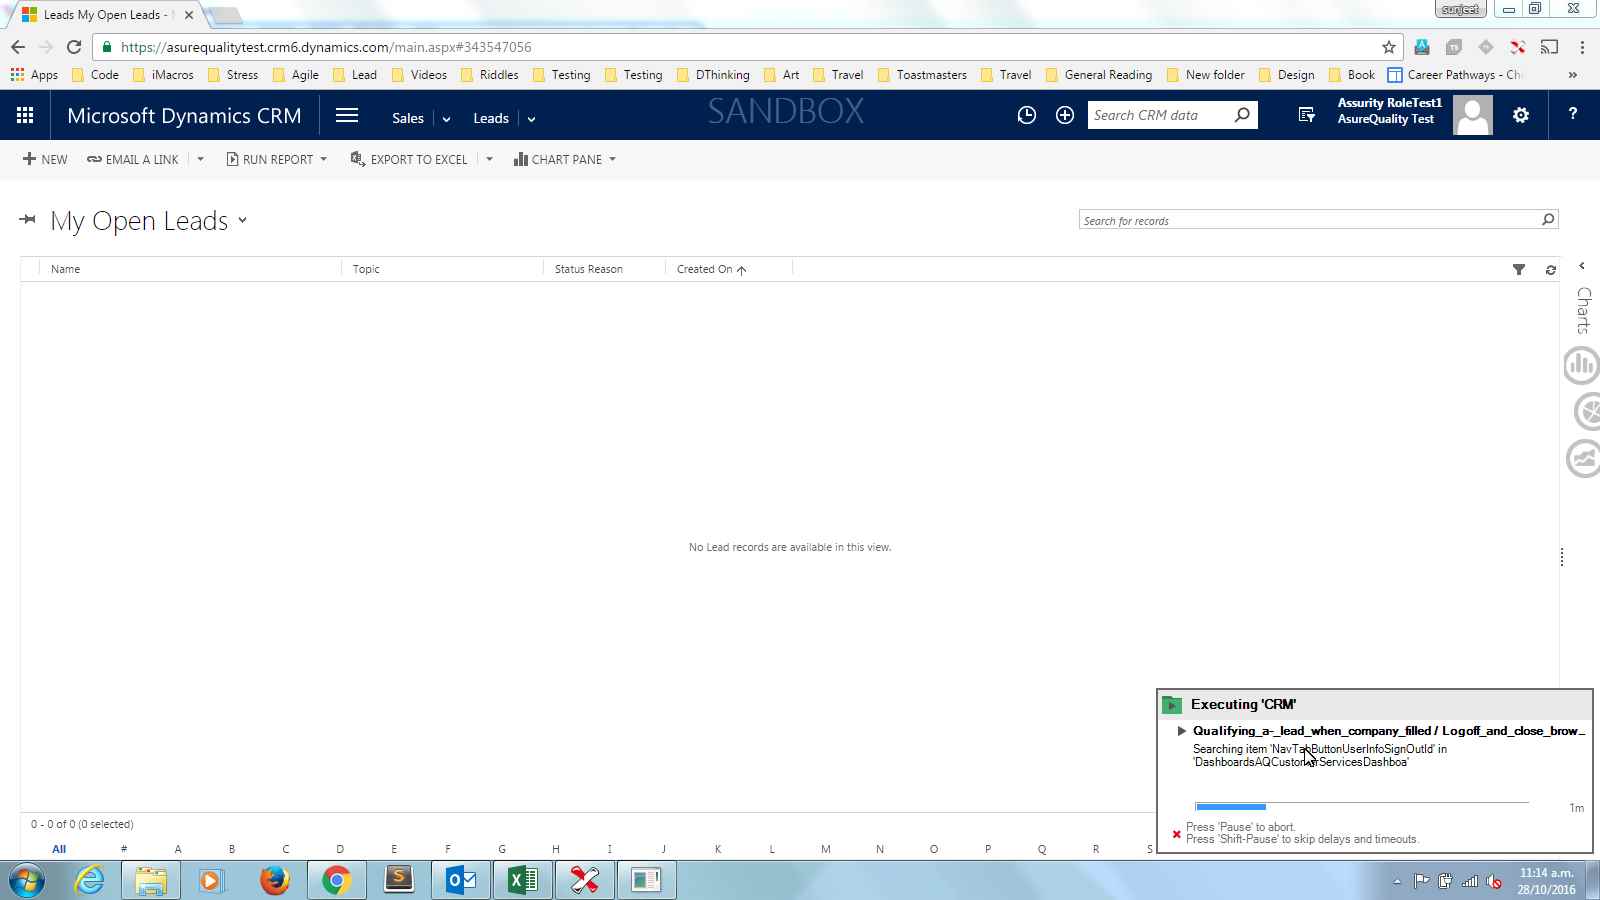 Leads My Open Leads -
sunjeet
https://asurequalitytest.crm6.dynamics.com/main.aspx#343547056
Apps Code iMacros Stress Agile Lead Videos Riddles Testing Testing DThinking Art Travel Toastmasters Travel General Reading New folder Design Book Career Pathways - Ch »
Microsoft Dynamics CRM Sales Leads SANDBOX Search CRM data ?
Assurity RoleTest1
AsureQuality Test
NEW EMAIL A LINK RUN REPORT EXPORT TO EXCEL CHART PANE
My Open Leads
Search for records
Name Topic Status Reason Created On
Charts
No Lead records are available in this view.
Executing 'CRM'
Qualifying_a-_lead_when_company_filled / Logoff_and_close_brow...
Searching item 'NavTabButtonUserInfoSignOutId' in
'DashboardsAQCustomerServicesDashboa'
1m
Press 'Pause' to abort.
Press 'Shift-Pause' to skip delays and timeouts.
0 - 0 of 0 (0 selected)
All # A B C D E F G H I J K L M N O P Q R S
11:14 a.m.
28/10/2016